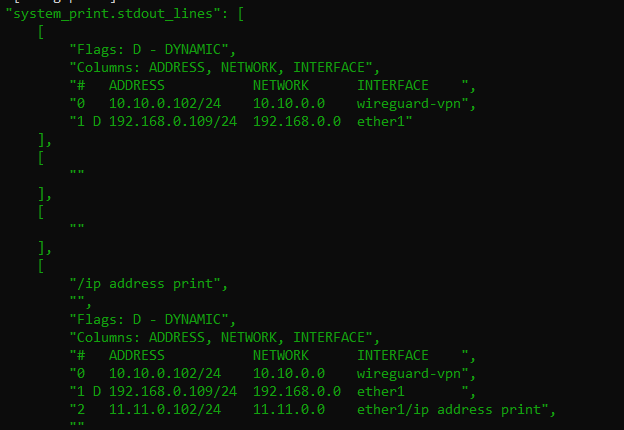 "system_print.stdout_lines": [
    [
        "Flags: D - DYNAMIC",
        "Columns: ADDRESS, NETWORK, INTERFACE",
        "#   ADDRESS           NETWORK      INTERFACE    ",
        "0   10.10.0.102/24    10.10.0.0    wireguard-vpn",
        "1 D 192.168.0.109/24  192.168.0.0  ether1"
    ],
    [
        ""
    ],
    [
        ""
    ],
    [
        "/ip address print",
        "",
        "Flags: D - DYNAMIC",
        "Columns: ADDRESS, NETWORK, INTERFACE",
        "#   ADDRESS           NETWORK      INTERFACE    ",
        "0   10.10.0.102/24    10.10.0.0    wireguard-vpn",
        "1 D 192.168.0.109/24  192.168.0.0  ether1       ",
        "2   11.11.0.102/24    11.11.0.0    ether1/ip address print",
        ""